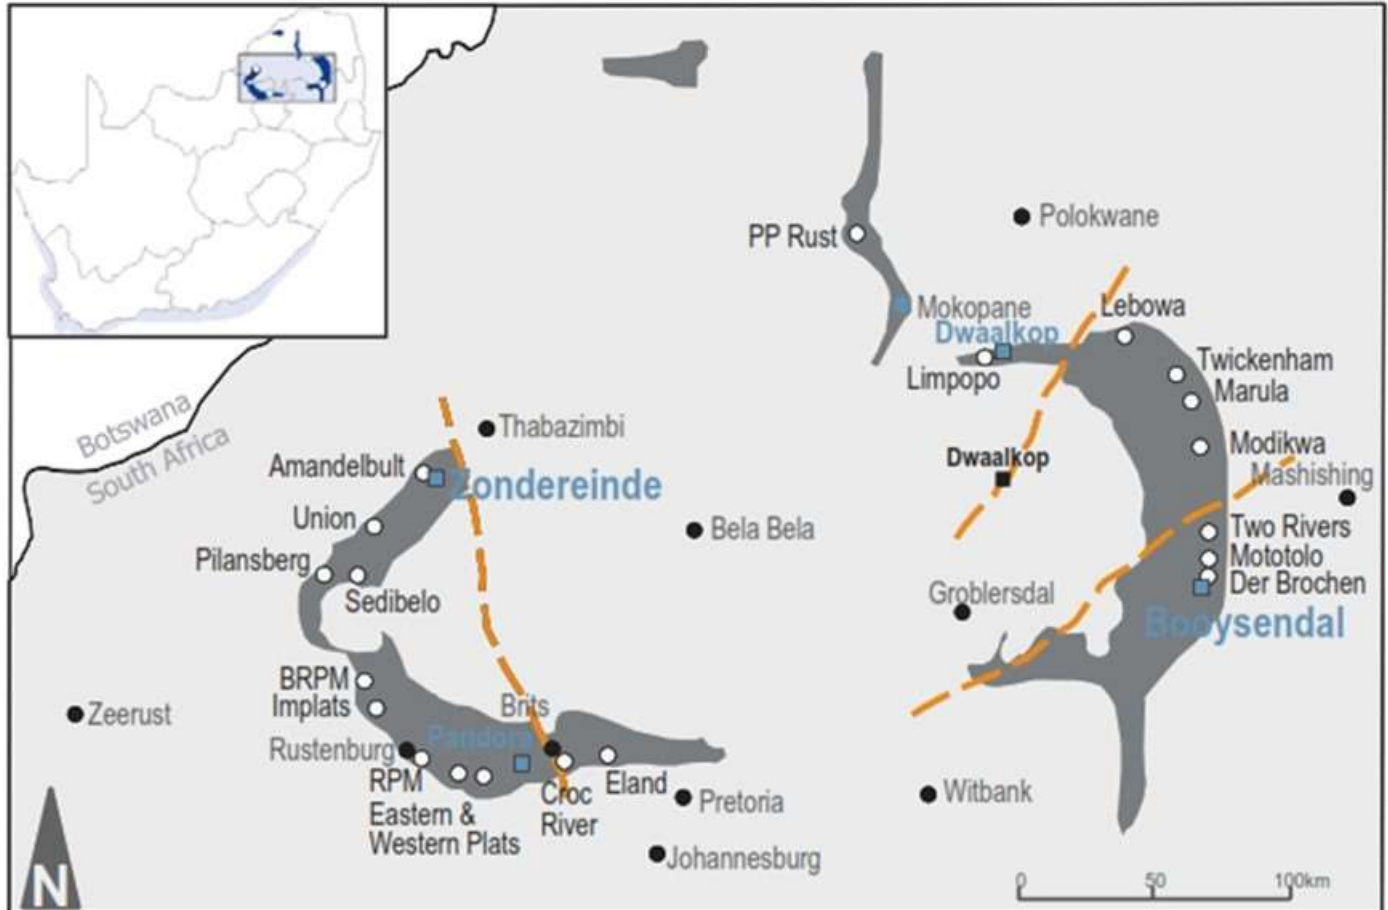 Polokwane
PP Rust
Mokopane
Lebowa
Dwaalkop
Limpopo
Twickenham
Marula
Botswana
South Africa
Thabazimbi
Amandelbult
Zondereinde
Modikwa
Dwaalkop
Mashishing
Union
Bela Bela
Two Rivers
Pilansberg
Mototolo
Sedibelo
Groblersdal
Der Brochen
Booysendal
BRPM
Implats
Brits
Zeerust
Pandora
Rustenburg
RPM
Eland
Croc
River
Pretoria
Witbank
Eastern &
Western Plats
Johannesburg
N
0 50 100km